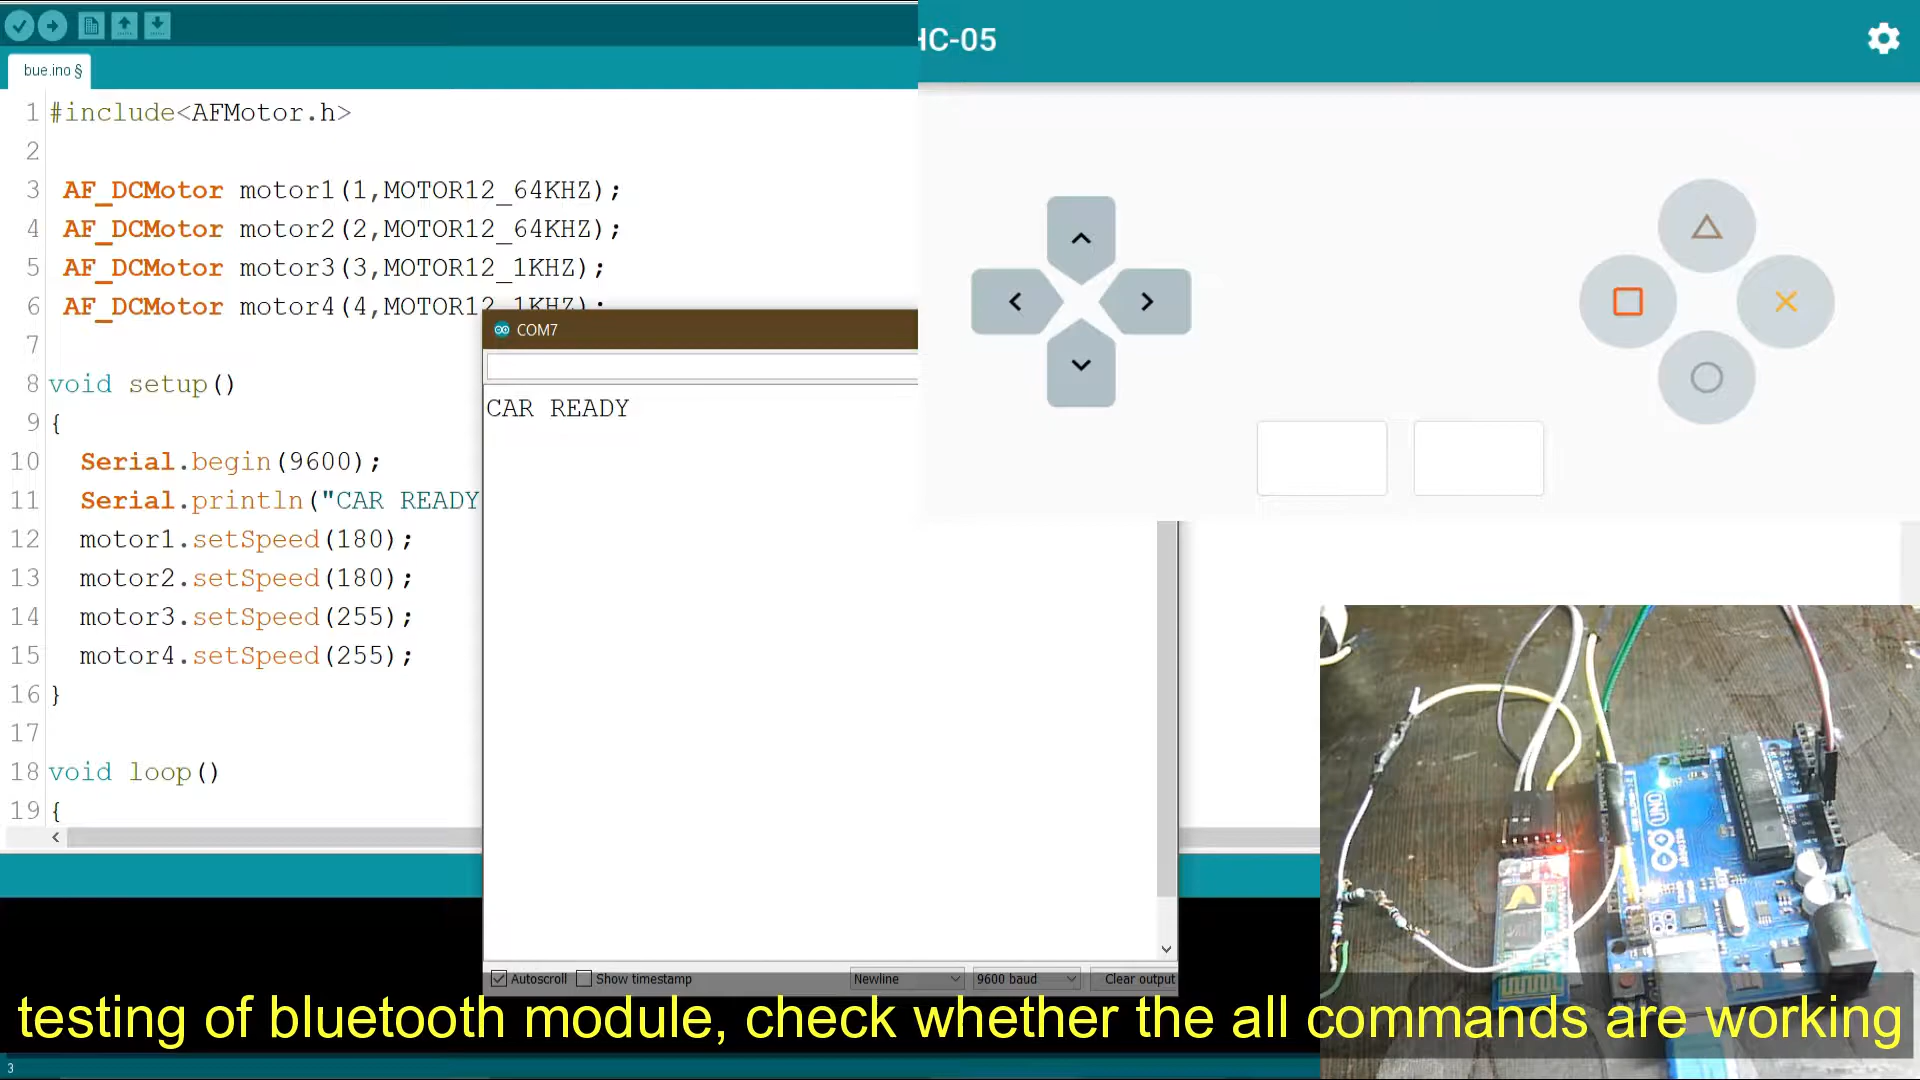 HC-05
bue.ino §
1 #include<AFMotor.h>
2
3 AF_DCMotor motor1(1,MOTOR12_64KHZ);
4 AF_DCMotor motor2(2,MOTOR12_64KHZ);
5 AF_DCMotor motor3(3,MOTOR12_1KHZ);
6 AF_DCMotor motor4(4,MOTOR12_1KHZ);
7
8 void setup()
9 {
10 Serial.begin(9600);
11 Serial.println("CAR READY
12 motor1.setSpeed(180);
13 motor2.setSpeed(180);
14 motor3.setSpeed(255);
15 motor4.setSpeed(255);
16 }
17
18 void loop()
19 {
COM7
CAR READY
Autoscroll Show timestamp Newline 9600 baud Clear output
UNO
testing of bluetooth module, check whether the all commands are working
3